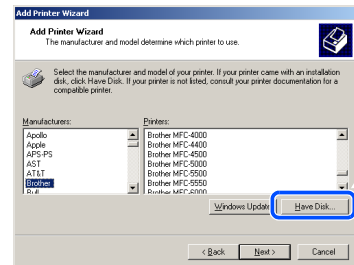 Add Printer Wizard
Add Printer Wizard
The manufacturer and model determine which printer to use.
Select the manufacturer and model of your printer. If your printer came with an installation
disk, click Have Disk. If your printer is not listed, consult your printer documentation for a
compatible printer.
Manufacturers:
Apollo
Apple
APS-PS
AST
AT&T
Brother
Bull
Printers:
Brother MFC-4000
Brother MFC-4400
Brother MFC-4500
Brother MFC-5000
Brother MFC-5500
Brother MFC-5550
Brother MFC-6000
Windows Update
Have Disk...
< Back
Next >
Cancel